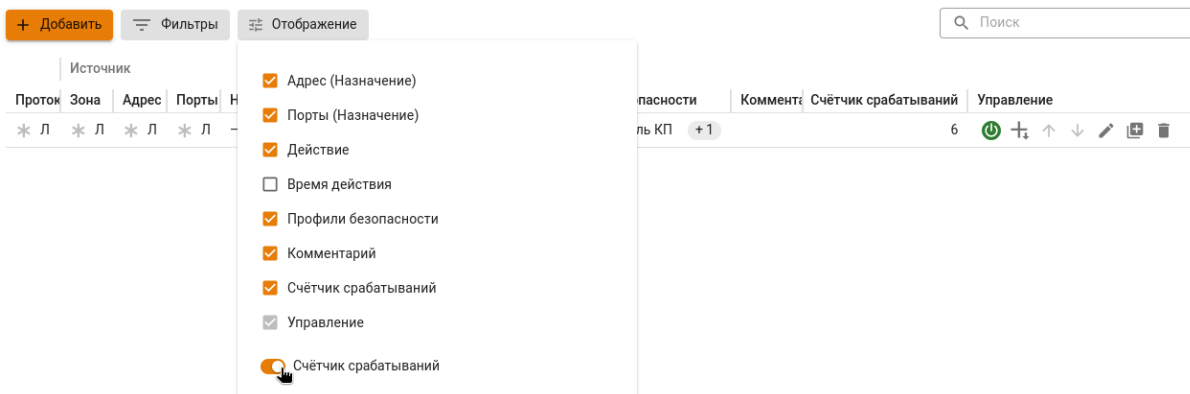 Добавить
Фильтры
Отображение
Поиск
Источник
Адрес (Назначение)
Порты (Назначение)
Действие
Время действия
Профили безопасности
Комментарий
Счётчик срабатываний
Управление
Счётчик срабатываний
Проток Зона Адрес Порты Н пасности Коммента Счётчик срабатываний Управление
Л Л Л Л ль КП + 1 6